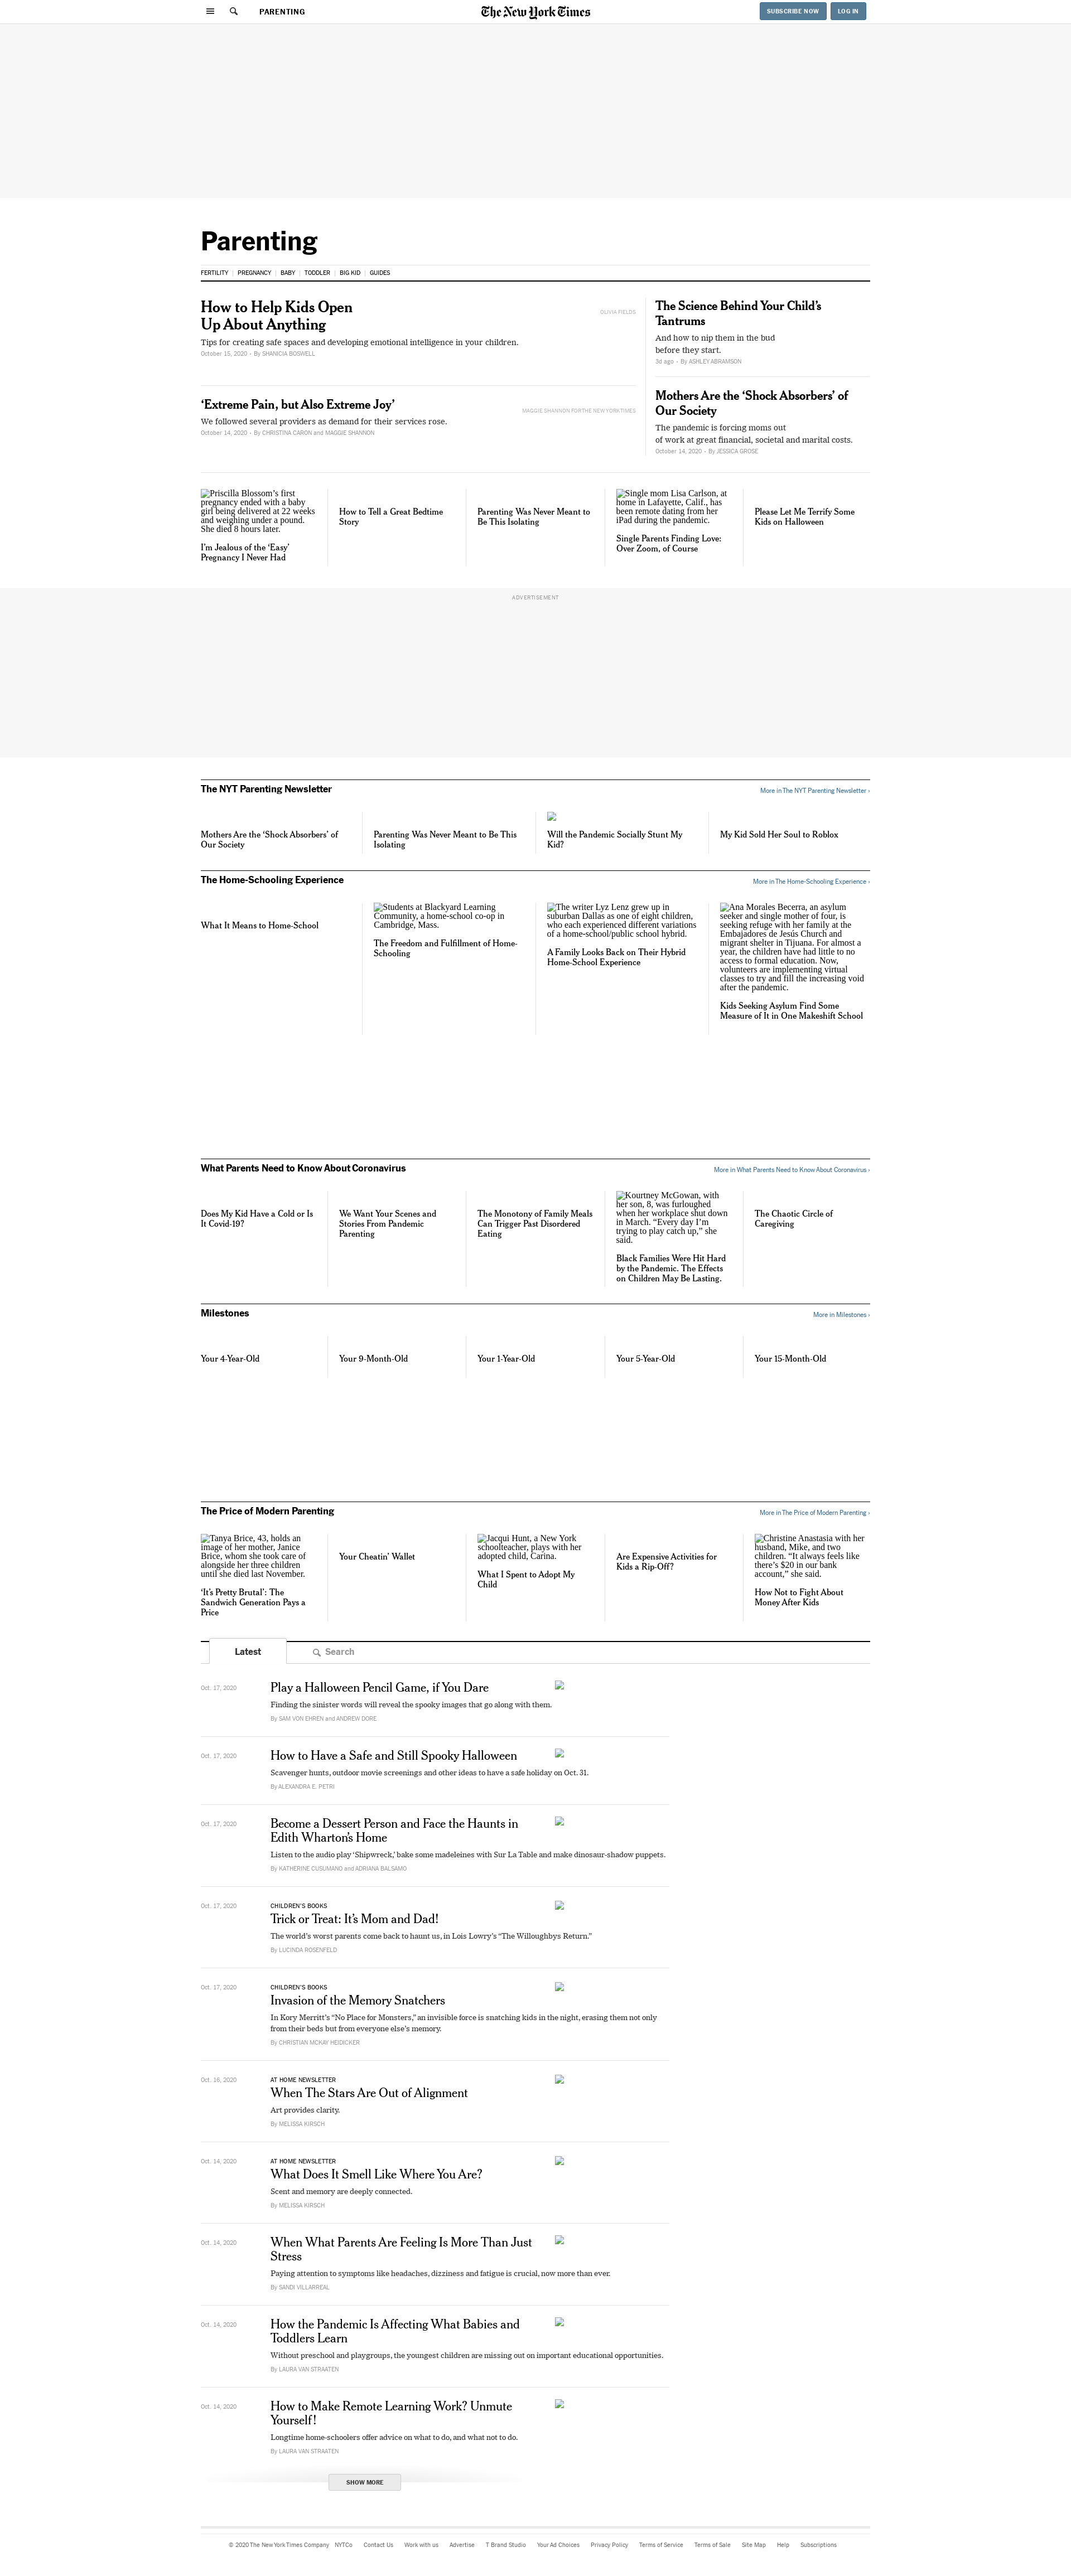 PARENTING
The New York Times
SUBSCRIBE NOW
LOG IN
Parenting
FERTILITY
PREGNANCY
BABY
TODDLER
BIG KID
GUIDES
How to Help Kids Open
Up About Anything
Tips for creating safe spaces and developing emotional intelligence in your children.
October 15, 2020 - By SHANICIA BOSWELL
OLIVIA FIELDS
‘Extreme Pain, but Also Extreme Joy’
We followed several providers as demand for their services rose.
October 14, 2020 - By CHRISTINA CARON and MAGGIE SHANNON
MAGGIE SHANNON FOR THE NEW YORK TIMES
The Science Behind Your Child’s
Tantrums
And how to nip them in the bud
before they start.
3d ago – By ASHLEY ABRAMSON
Mothers Are the ‘Shock Absorbers’ of
Our Society
The pandemic is forcing moms out
of work at great financial, societal and marital costs.
October 14, 2020 - By JESSICA GROSE
Priscilla Blossom’s first
pregnancy ended with a baby
girl being delivered at 22 weeks
and weighing under a pound.
She died 8 hours later.
I’m Jealous of the ‘Easy’
Pregnancy I Never Had
How to Tell a Great Bedtime
Story
Parenting Was Never Meant to
Be This Isolating
Single mom Lisa Carlson, at
home in Lafayette, Calif., has
been remote dating from her
iPad during the pandemic.
Single Parents Finding Love:
Over Zoom, of Course
Please Let Me Terrify Some
Kids on Halloween
ADVERTISEMENT
The NYT Parenting Newsletter
More in The NYT Parenting Newsletter ›
Mothers Are the ‘Shock Absorbers’ of
Our Society
Parenting Was Never Meant to Be This
Isolating
Will the Pandemic Socially Stunt My
Kid?
My Kid Sold Her Soul to Roblox
The Home-Schooling Experience
More in The Home-Schooling Experience ›
What It Means to Home-School
Students at Blackyard Learning
Community, a home-school co-op in
Cambridge, Mass.
The Freedom and Fulfillment of Home-
Schooling
The writer Lyz Lenz grew up in
suburban Dallas as one of eight children,
who each experienced different variations
of a home-school/public school hybrid.
A Family Looks Back on Their Hybrid
Home-School Experience
Ana Morales Becerra, an asylum
seeker and single mother of four, is
seeking refuge with her family at the
Embajadores de Jesús Church and
migrant shelter in Tijuana. For almost a
year, the children have had little to no
access to formal education. Now,
volunteers are implementing virtual
classes to try and fill the increasing void
after the pandemic.
Kids Seeking Asylum Find Some
Measure of It in One Makeshift School
What Parents Need to Know About Coronavirus
More in What Parents Need to Know About Coronavirus ›
Does My Kid Have a Cold or Is
It Covid-19?
We Want Your Scenes and
Stories From Pandemic
Parenting
The Monotony of Family Meals
Can Trigger Past Disordered
Eating
Kourtney McGowan, with
her son, 8, was furloughed
when her workplace shut down
in March. “Every day I’m
trying to play catch up,” she
said.
Black Families Were Hit Hard
by the Pandemic. The Effects
on Children May Be Lasting.
The Chaotic Circle of
Caregiving
Milestones
More in Milestones ›
Your 4-Year-Old
Your 9-Month-Old
Your 1-Year-Old
Your 5-Year-Old
Your 15-Month-Old
The Price of Modern Parenting
More in The Price of Modern Parenting ›
Tanya Brice, 43, holds an
image of her mother, Janice
Brice, whom she took care of
alongside her three children
until she died last November.
‘It’s Pretty Brutal’: The
Sandwich Generation Pays a
Price
Your Cheatin’ Wallet
Jacqui Hunt, a New York
schoolteacher, plays with her
adopted child, Carina.
What I Spent to Adopt My
Child
Are Expensive Activities for
Kids a Rip-Off?
Christine Anastasia with her
husband, Mike, and two
children. “It always feels like
there’s $20 in our bank
account,” she said.
How Not to Fight About
Money After Kids
Latest
Search
Oct. 17, 2020
Play a Halloween Pencil Game, if You Dare
Finding the sinister words will reveal the spooky images that go along with them.
By SAM VON EHREN and ANDREW DORE
Oct. 17, 2020
How to Have a Safe and Still Spooky Halloween
Scavenger hunts, outdoor movie screenings and other ideas to have a safe holiday on Oct. 31.
By ALEXANDRA E. PETRI
Oct. 17, 2020
Become a Dessert Person and Face the Haunts in
Edith Wharton’s Home
Listen to the audio play ‘Shipwreck,’ bake some madeleines with Sur La Table and make dinosaur-shadow puppets.
By KATHERINE CUSUMANO and ADRIANA BALSAMO
Oct. 17, 2020
CHILDREN’S BOOKS
Trick or Treat: It’s Mom and Dad!
The world’s worst parents come back to haunt us, in Lois Lowry’s “The Willoughbys Return.”
By LUCINDA ROSENFELD
Oct. 17, 2020
CHILDREN’S BOOKS
Invasion of the Memory Snatchers
In Kory Merritt’s “No Place for Monsters,” an invisible force is snatching kids in the night, erasing them not only
from their beds but from everyone else’s memory.
By CHRISTIAN MCKAY HEIDICKER
Oct. 16, 2020
AT HOME NEWSLETTER
When The Stars Are Out of Alignment
Art provides clarity.
By MELISSA KIRSCH
Oct. 14, 2020
AT HOME NEWSLETTER
What Does It Smell Like Where You Are?
Scent and memory are deeply connected.
By MELISSA KIRSCH
Oct. 14, 2020
When What Parents Are Feeling Is More Than Just
Stress
Paying attention to symptoms like headaches, dizziness and fatigue is crucial, now more than ever.
By SANDI VILLARREAL
Oct. 14, 2020
How the Pandemic Is Affecting What Babies and
Toddlers Learn
Without preschool and playgroups, the youngest children are missing out on important educational opportunities.
By LAURA VAN STRAATEN
Oct. 14, 2020
How to Make Remote Learning Work? Unmute
Yourself!
Longtime home-schoolers offer advice on what to do, and what not to do.
By LAURA VAN STRAATEN
SHOW MORE
© 2020 The New York Times Company NYTCo Contact Us Work with us Advertise T Brand Studio Your Ad Choices Privacy Policy Terms of Service Terms of Sale Site Map Help Subscriptions